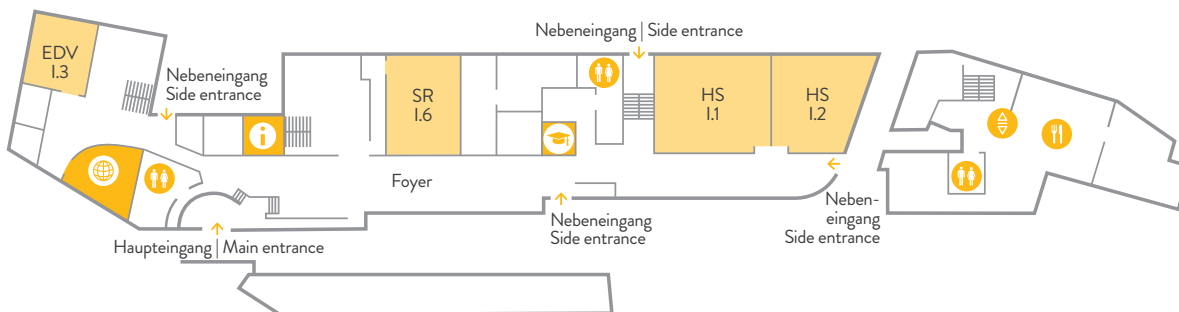 Nebeneingang | Side entrance
EDV
I.3
Nebeneingang
Side entrance
SR
I.6
HS
I.1
HS
I.2
i
Foyer
Haupteingang | Main entrance
Nebeneingang
Side entrance
Neben-
eingang
Side entrance